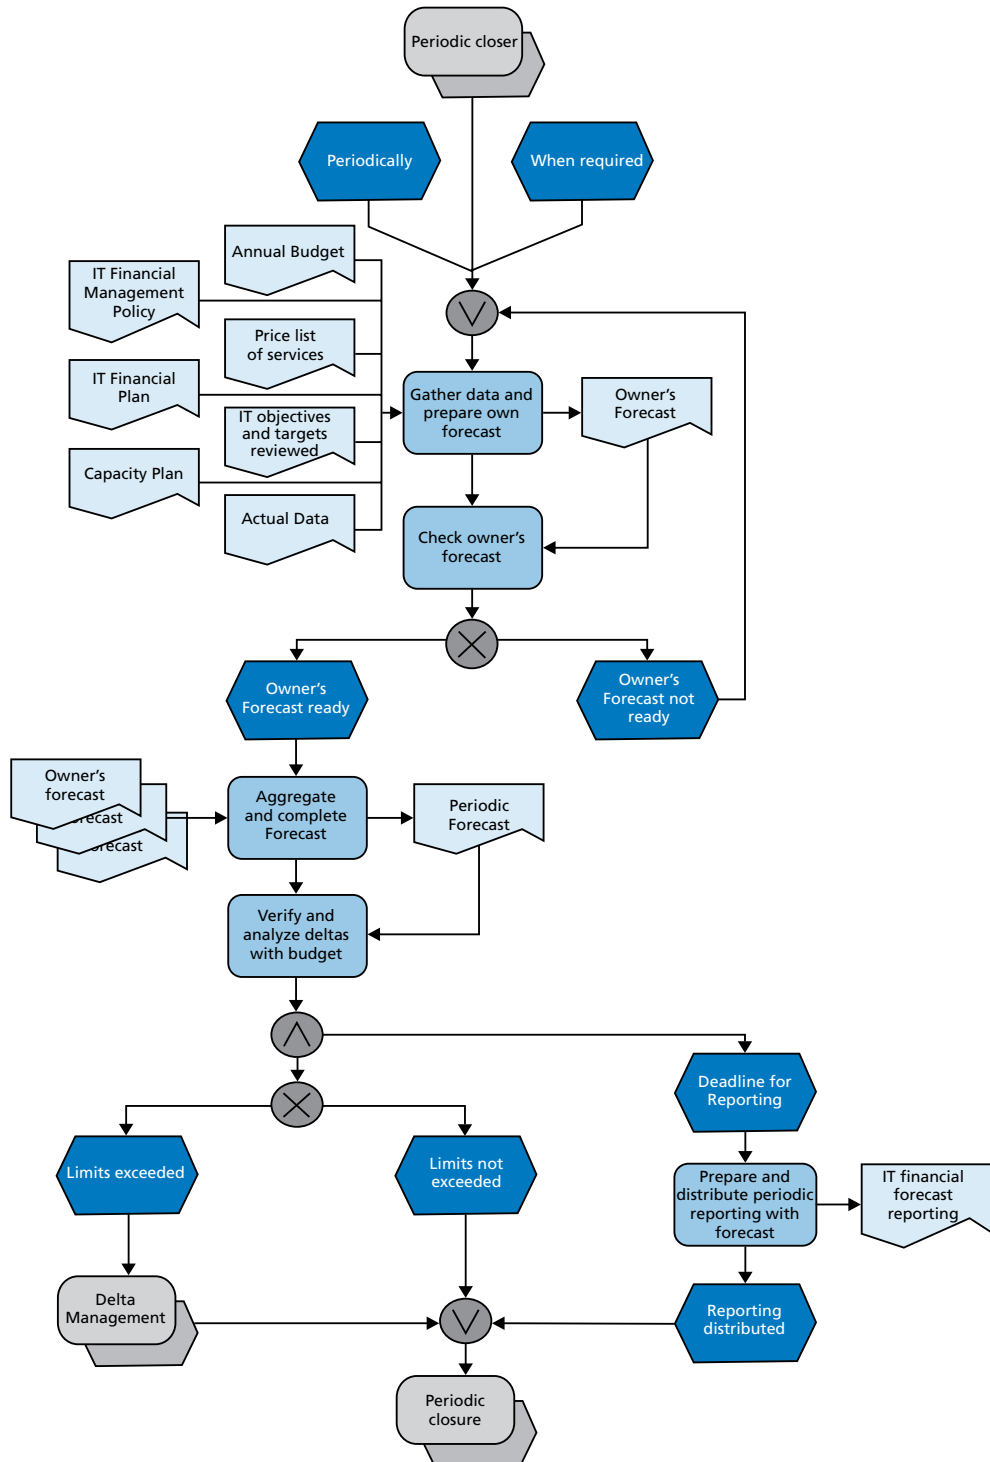 Periodic closer
Periodically
When required
Annual Budget
IT Financial
Management
Policy
Price list
of services
IT Financial
Plan
IT objectives
and targets
reviewed
Capacity Plan
Actual Data
Gather data and
prepare own
forecast
Owner's
Forecast
Check owner's
forecast
Owner's
Forecast ready
Owner's
Forecast not
ready
Owner's
forecast
orecast
orecast
Aggregate
and complete
Forecast
Periodic
Forecast
Verify and
analyze deltas
with budget
Deadline for
Reporting
Limits exceeded
Limits not
exceeded
Prepare and
distribute periodic
reporting with
forecast
IT financial
forecast
reporting
Delta
Management
Reporting
distributed
Periodic
closure